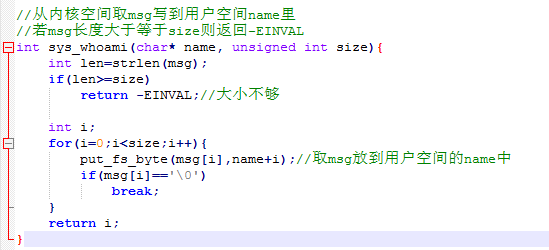 //从内核空间取msg写到用户空间name里
//若msg长度大于等于size则返回-EINVAL
int sys_whoami(char* name, unsigned int size){
    int len=strlen(msg);
    if(len>=size)
        return -EINVAL;//大小不够
    int i;
    for(i=0;i<size;i++){
        put_fs_byte(msg[i],name+i);//取msg放到用户空间的name中
        if(msg[i]=='\0')
            break;
    }
    return i;
}